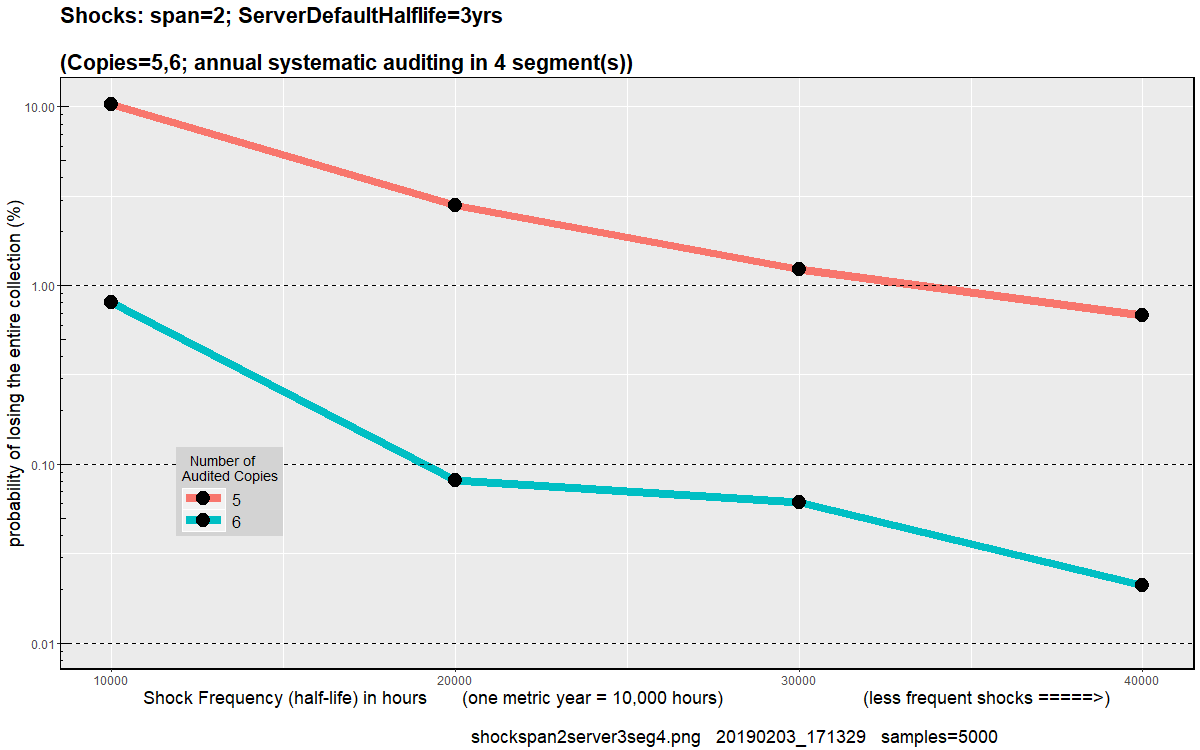 Shocks: span=2; ServerDefaultHalflife=3yrs
(Copies=5,6; annual systematic auditing in 4 segment(s))
probability of losing the entire collection (%)
10.00
1.00
0.10
0.01
Number of
Audited Copies
5
6
10000 20000 30000 40000
Shock Frequency (half-life) in hours (one metric year = 10,000 hours) (less frequent shocks =====>)
shockspan2server3seg4.png 20190203_171329 samples=5000